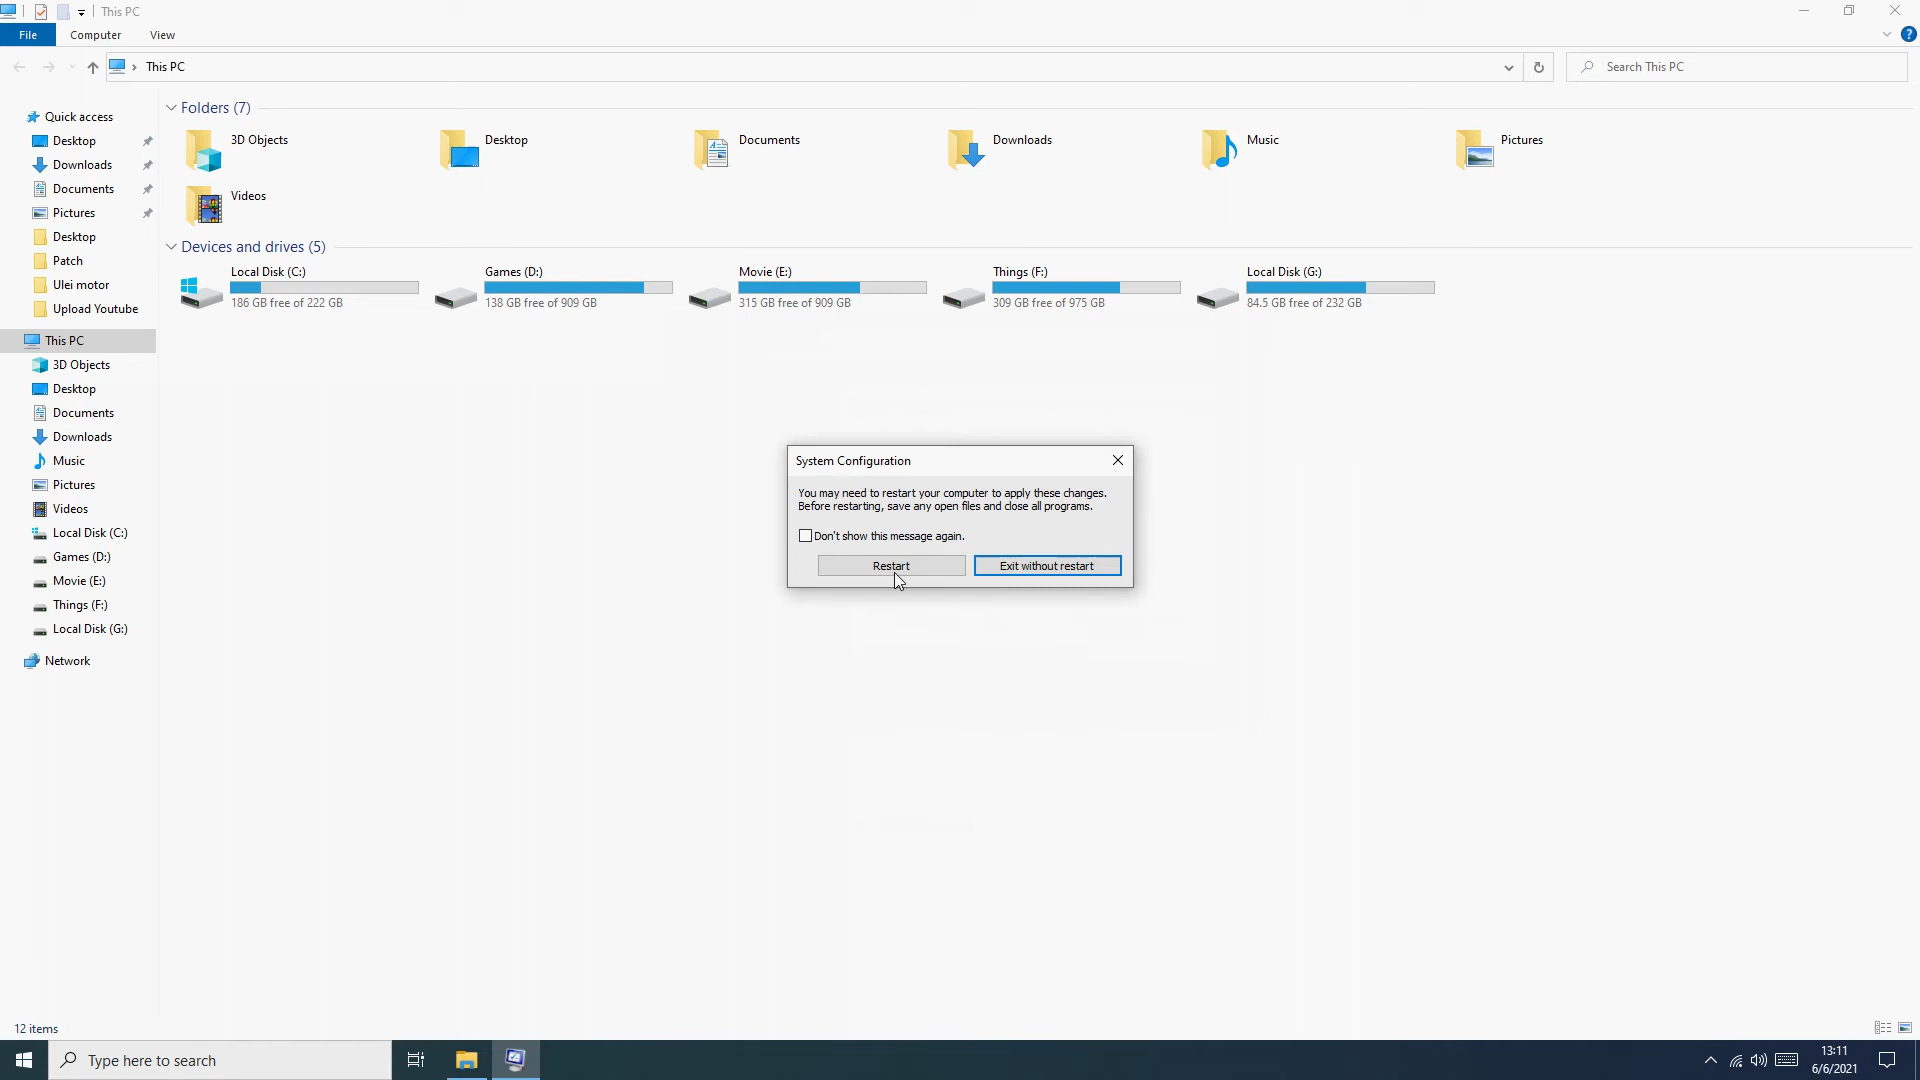 This PC
File
Computer
View
This PC
Search This PC
Quick access
Desktop
Downloads
Documents
Pictures
Desktop
Patch
Ulei motor
Upload Youtube
This PC
3D Objects
Desktop
Documents
Downloads
Music
Pictures
Videos
Local Disk (C:)
Games (D:)
Movie (E:)
Things (F:)
Local Disk (G:)
Network
Folders (7)
3D Objects
Desktop
Documents
Downloads
Music
Pictures
Videos
Devices and drives (5)
Local Disk (C:)
186 GB free of 222 GB
Games (D:)
138 GB free of 909 GB
Movie (E:)
315 GB free of 909 GB
Things (F:)
309 GB free of 975 GB
Local Disk (G:)
84.5 GB free of 232 GB
System Configuration
You may need to restart your computer to apply these changes.
Before restarting, save any open files and close all programs.
Don't show this message again.
Restart
Exit without restart
12 items
Type here to search
13:11
6/6/2021